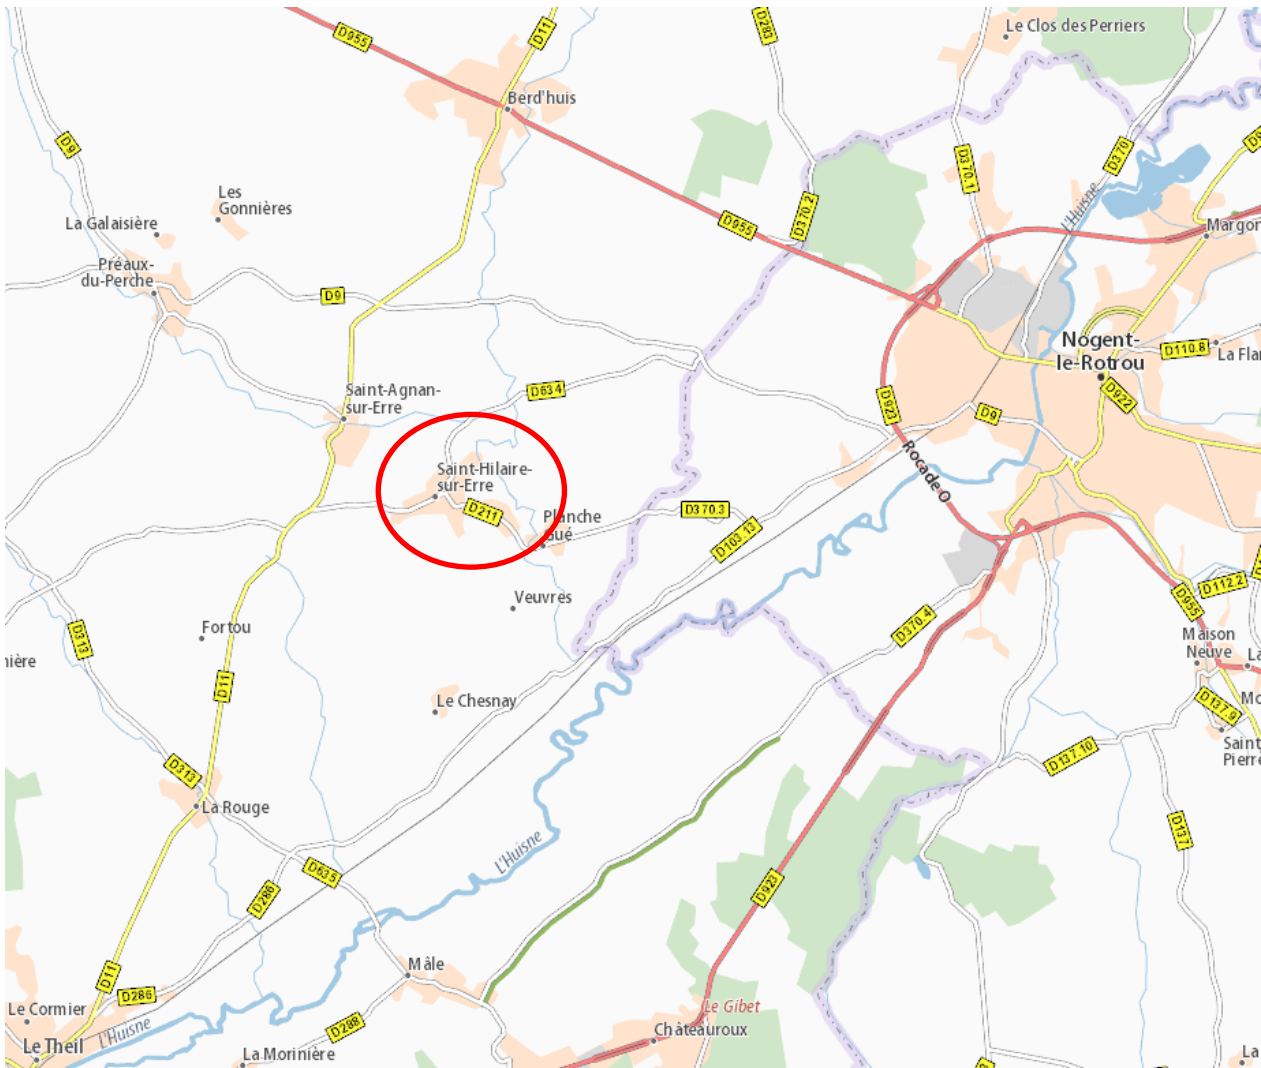 Le Clos des Perriers
D955
D11
D283
Berd'huis
D9
D370
D370.1
L'Huisne
Les
Gonnières
La Galaisière
D370.2
D955
Margon
Préaux-
du-Perche
D9
Nogent-
le-Rotrou
D110.8
La Flan
D634
Saint-Agnan-
sur-Erre
D922
D923
D9
Rocade O
Saint-Hilaire-
sur-Erre
D211
D370.3
Planche
Gué
D103.13
D112.2
Veuvres
D955
D370.4
Fortou
D313
Maison
Neuve
La
nière
D11
Le Chesnay
D137.9
Mo
Saint
Pierre
D137.10
D313
La Rouge
D137
L'Huisne
D635
D286
D923
Mâle
D11
D286
Le Cormier
Le Gibet
D288
Châteauroux
L'Huisne
Le Theil
La Morinière
La